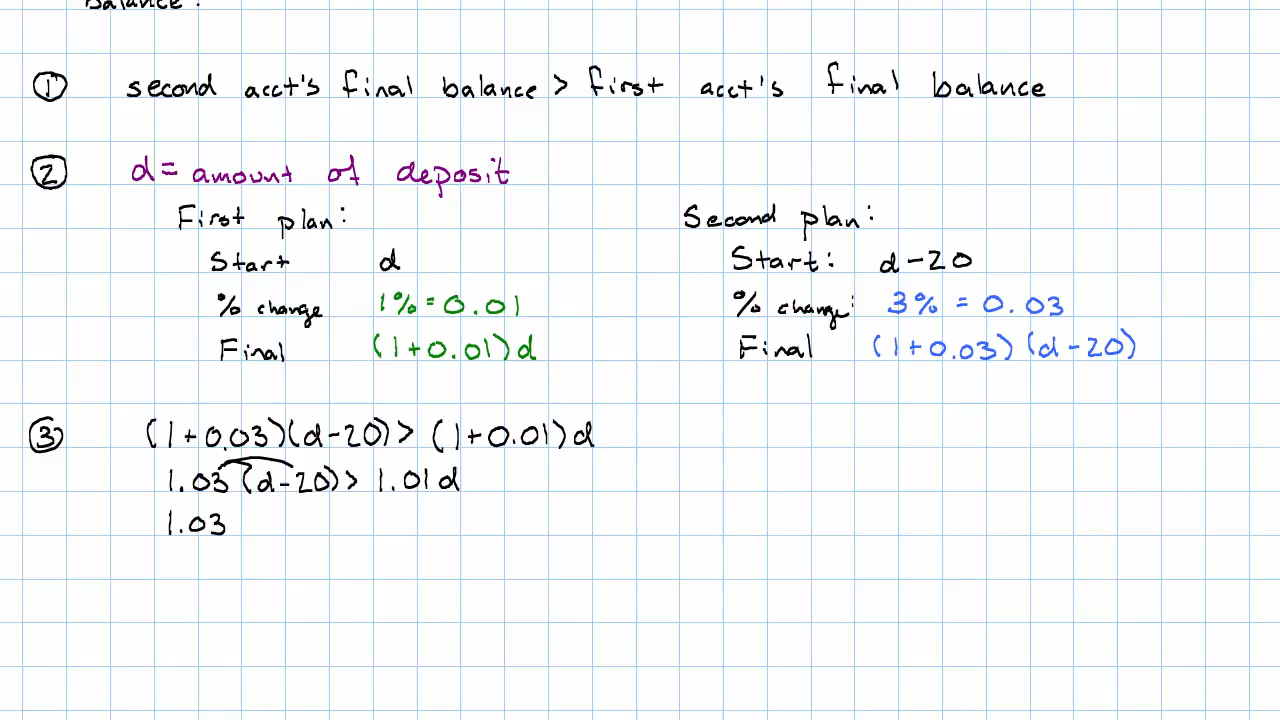 Balance.
① second acct's final balance > first acct's final balance
② d = amount of deposit
First plan:
Start d
% change 1% = 0.01
Final (1+0.01)d
Second plan:
Start: d-20
% change: 3% = 0.03
Final (1+0.03)(d-20)
③ (1+0.03)(d-20) > (1+0.01)d
1.03(d-20) > 1.01d
1.03